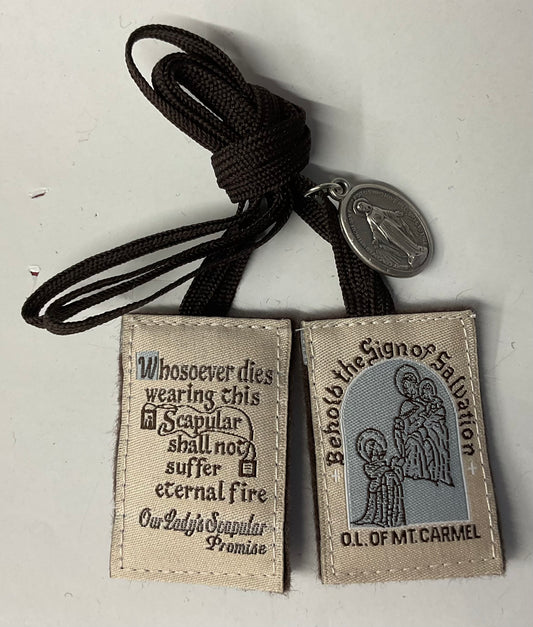 Whosoever dies
wearing this
Scapular
shall not
suffer
eternal fire
Our Lady's Scapular
Promise
Behold the Sign of Salvation
O.L. OF MT. CARMEL